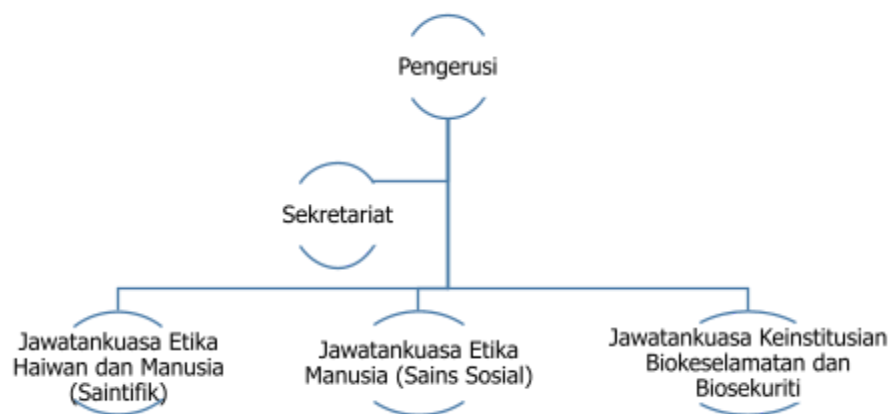 Pengerusi
Sekretariat
Jawatankuasa Etika
Haiwan dan Manusia
(Saintifik)
Jawatankuasa Etika
Manusia (Sains Sosial)
Jawatankuasa Keinstitusian
Biokeselamatan dan
Biosekuriti